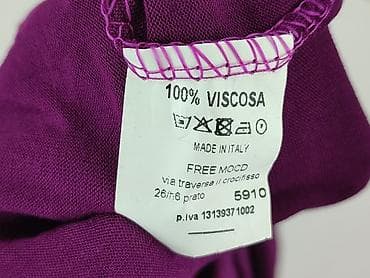 100% VISCOSA
MADE IN ITALY
FREE MOOD
via traversa il crocifisso
26/h6 prato 5910
p.iva 13139371002